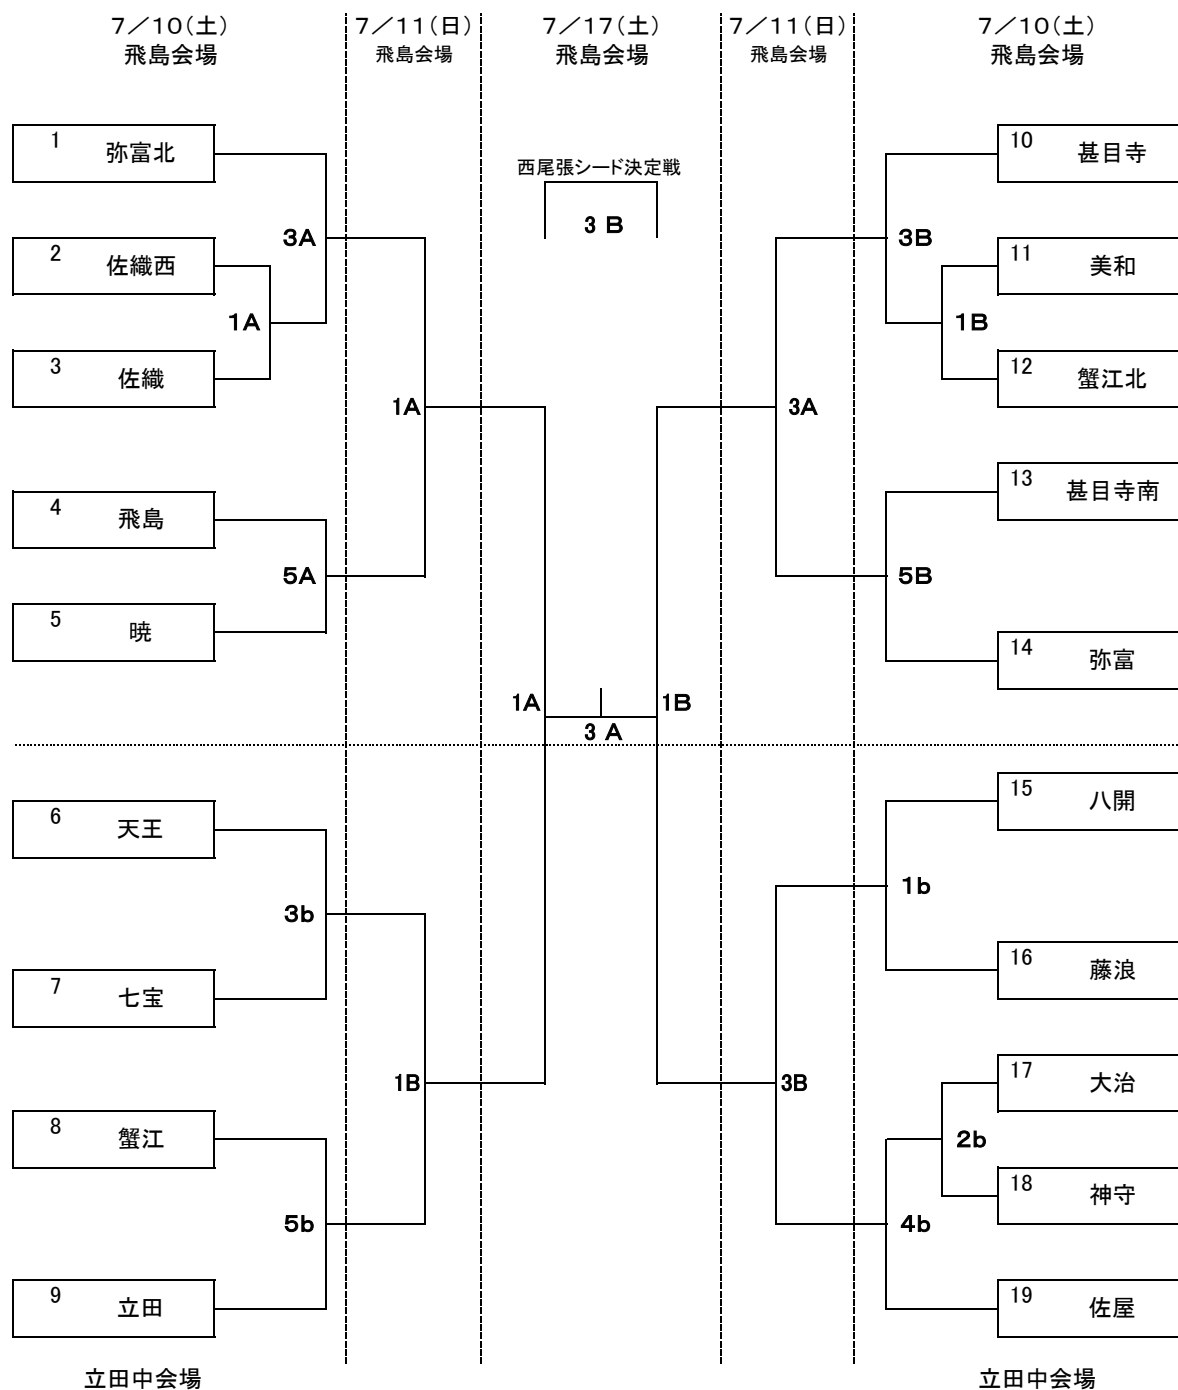 7／10（土） 7／11（日） 7／17（土） 7／11（日） 7／10（土）
飛島会場 飛島会場 飛島会場 飛島会場 飛島会場
1 弥富北
10 甚目寺
西尾張シード決定戦
3 B
3A
3B
2 佐織西
11 美和
1A
1B
3 佐織
12 蟹江北
1A
3A
4 飛島
13 甚目寺南
5A
5B
5 暁
14 弥富
1A
1B
3 A
6 天王
15 八開
3b
1b
7 七宝
16 藤浪
1B
3B
8 蟹江
17 大治
2b
18 神守
5b
4b
9 立田
19 佐屋
立田中会場 立田中会場